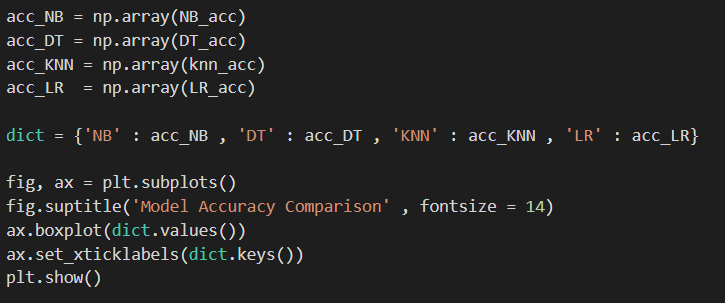 acc_NB = np.array(NB_acc)
acc_DT = np.array(DT_acc)
acc_KNN = np.array(knn_acc)
acc_LR  = np.array(LR_acc)

dict = {'NB' : acc_NB , 'DT' : acc_DT , 'KNN' : acc_KNN , 'LR' : acc_LR}

fig, ax = plt.subplots()
fig.suptitle('Model Accuracy Comparison' , fontsize = 14)
ax.boxplot(dict.values())
ax.set_xticklabels(dict.keys())
plt.show()